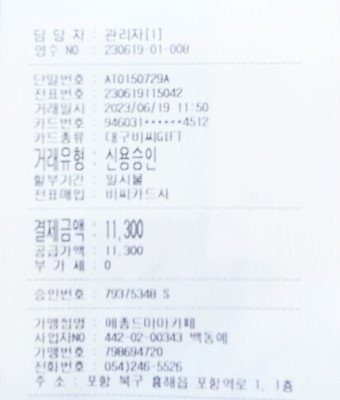 담 당 자 : 관리자[1]
영수 NO : 230619-01-008
단말번호 : AT0150729A
전표번호 : 230619115042
거래일시 : 2023/06/19 11:50
카드번호 : 946031······4512
카드종류 : 대구비씨GIFT
거래유형 : 신용승인
할부기간 : 일시불
전표매입 : 비씨카드사
결제금액 : 11,300
공급가액 : 11,300
부 가 세 : 0
승인번호 : 79375348 S
가맹점명 : 메종드미미카페
사업자NO : 442-02-00343 백동예
가맹번호 : 798694720
전화번호 : 054)246-5526
주 소 : 포항 북구 흥해읍 포항역로 1, 1층